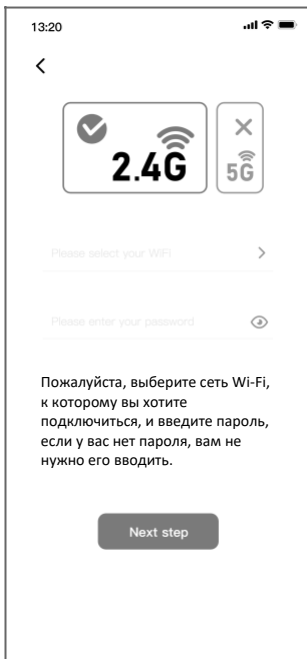 13:20
2.4G
5G
Please select your WiFi
Please enter your password
Пожалуйста, выберите сеть Wi-Fi,
к которому вы хотите
подключиться, и введите пароль,
если у вас нет пароля, вам не
нужно его вводить.
Next step